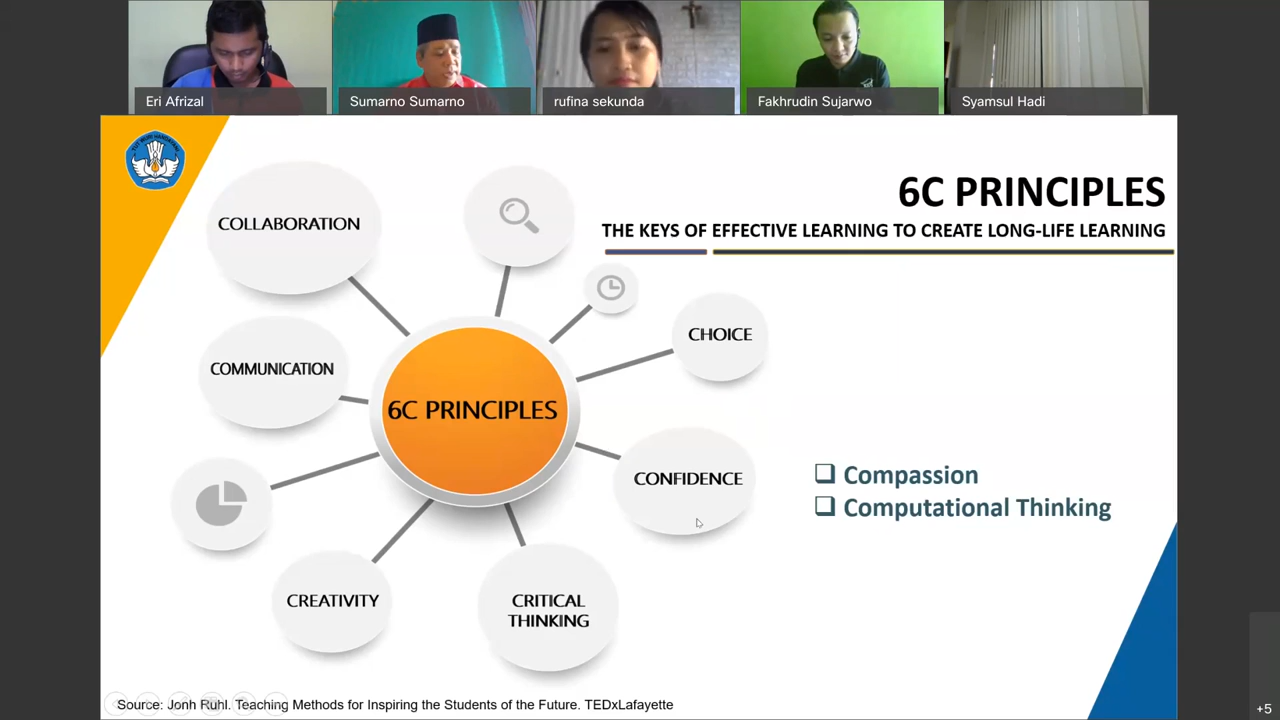 Eri Afrizal
Sumarno Sumarno
rufina sekunda
Fakhrudin Sujarwo
Syamsul Hadi
6C PRINCIPLES
THE KEYS OF EFFECTIVE LEARNING TO CREATE LONG-LIFE LEARNING
COLLABORATION
COMMUNICATION
CHOICE
6C PRINCIPLES
CONFIDENCE
Compassion
Computational Thinking
CREATIVITY
CRITICAL
THINKING
Source: Jonh Ruhl. Teaching Methods for Inspiring the Students of the Future. TEDxLafayette
+5